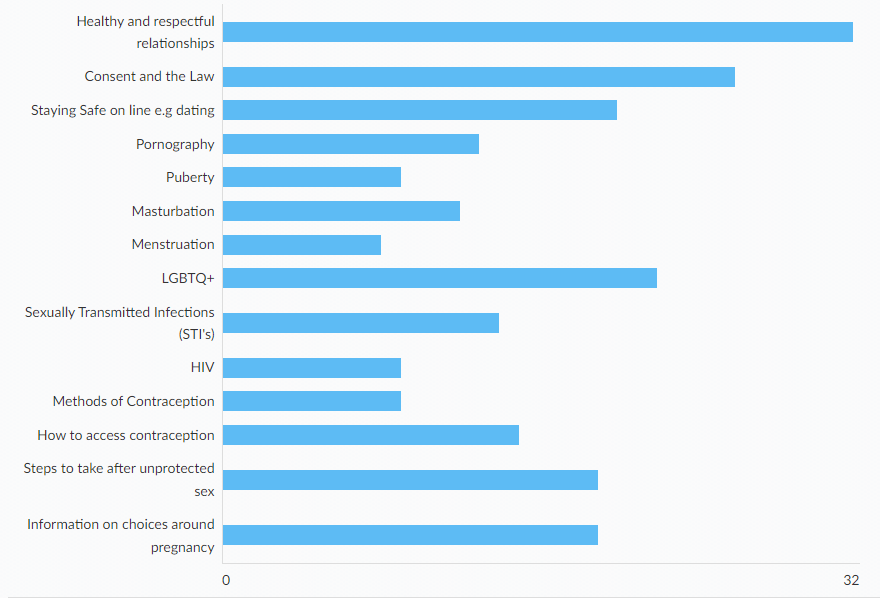 Healthy and respectful
relationships
Consent and the Law
Staying Safe on line e.g dating
Pornography
Puberty
Masturbation
Menstruation
LGBTQ+
Sexually Transmitted Infections
(STI's)
HIV
Methods of Contraception
How to access contraception
Steps to take after unprotected
sex
Information on choices around
pregnancy
0 32